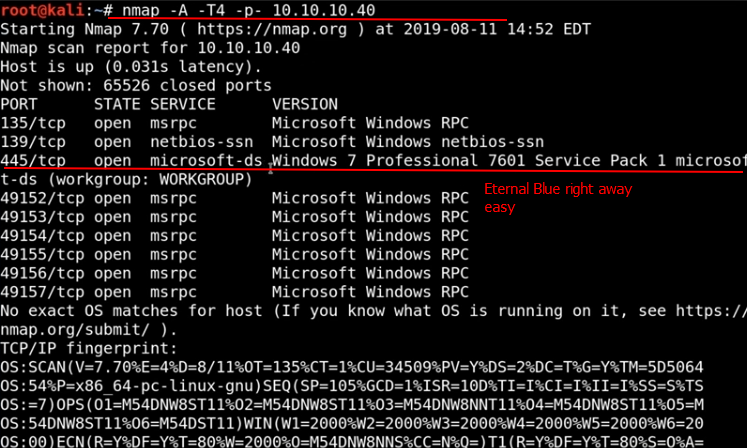 root@kali:~# nmap -A -T4 -p- 10.10.10.40
Starting Nmap 7.70 ( https://nmap.org ) at 2019-08-11 14:52 EDT
Nmap scan report for 10.10.10.40
Host is up (0.031s latency).
Not shown: 65526 closed ports
PORT      STATE SERVICE      VERSION
135/tcp   open  msrpc        Microsoft Windows RPC
139/tcp   open  netbios-ssn  Microsoft Windows netbios-ssn
445/tcp   open  microsoft-ds Windows 7 Professional 7601 Service Pack 1 microsof
t-ds (workgroup: WORKGROUP)
Eternal Blue right away
easy
49152/tcp open  msrpc        Microsoft Windows RPC
49153/tcp open  msrpc        Microsoft Windows RPC
49154/tcp open  msrpc        Microsoft Windows RPC
49155/tcp open  msrpc        Microsoft Windows RPC
49156/tcp open  msrpc        Microsoft Windows RPC
49157/tcp open  msrpc        Microsoft Windows RPC
No exact OS matches for host (If you know what OS is running on it, see https://
nmap.org/submit/ ).
TCP/IP fingerprint:
OS:SCAN(V=7.70%E=4%D=8/11%OT=135%CT=1%CU=34509%PV=Y%DS=2%DC=T%G=Y%TM=5D5064
OS:54%P=x86_64-pc-linux-gnu)SEQ(SP=105%GCD=1%ISR=10D%TI=I%CI=I%II=I%SS=S%TS
OS:=7)OPS(O1=M54DNW8ST11%O2=M54DNW8ST11%O3=M54DNW8NNT11%O4=M54DNW8ST11%O5=M
OS:54DNW8ST11%O6=M54DST11)WIN(W1=2000%W2=2000%W3=2000%W4=2000%W5=2000%W6=20
OS:00)ECN(R=Y%DF=Y%T=80%W=2000%O=M54DNW8NNS%CC=N%Q=)T1(R=Y%DF=Y%T=80%S=O%A=